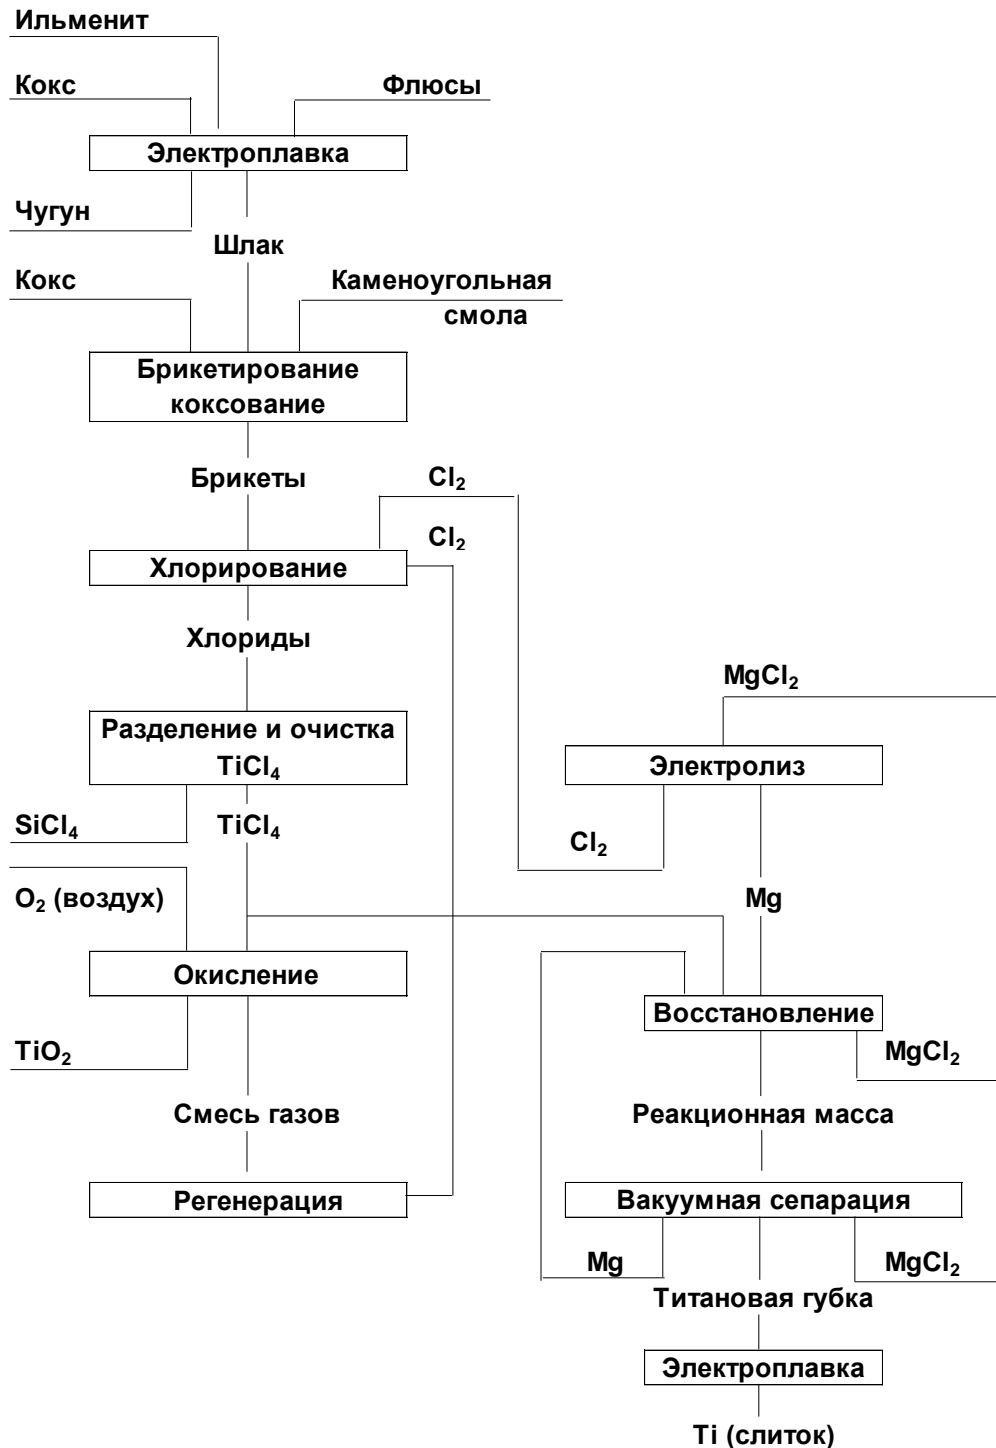 Ильменит
Кокс
Флюсы
Электроплавка
Чугун
Шлак
Кокс
Каменоугольная
смола
Брикетирование
коксование
Брикеты
Cl₂
Cl₂
Хлорирование
Хлориды
MgCl₂
Разделение и очистка
TiCl₄
Электролиз
SiCl₄
TiCl₄
Cl₂
O₂ (воздух)
Mg
Окисление
Восстановление
TiO₂
MgCl₂
Смесь газов
Реакционная масса
Регенерация
Вакуумная сепарация
Mg
MgCl₂
Титановая губка
Электроплавка
Ti (слиток)